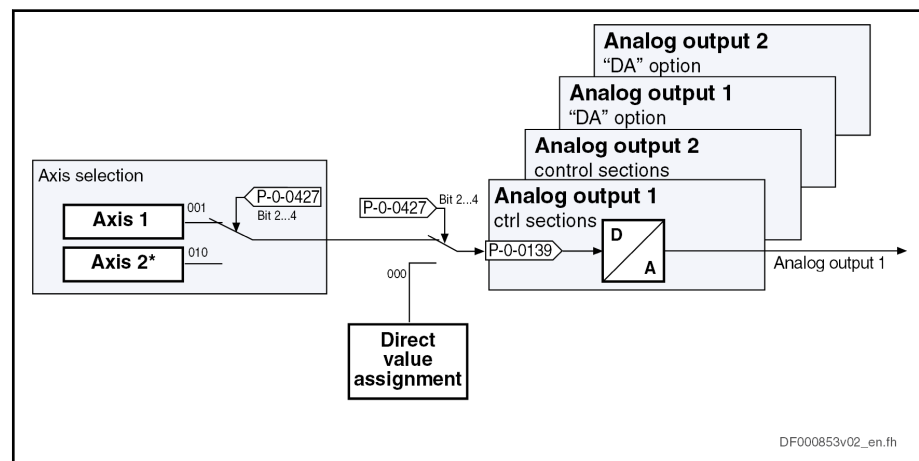 Analog output 2
“DA” option
Analog output 1
“DA” option
Analog output 2
control sections
Analog output 1
ctrl sections
Axis selection
P-0-0427
Bit 2...4
Axis 1
001
Axis 2*
010
P-0-0427
Bit 2...4
000
P-0-0139
D
A
Analog output 1
Direct
value
assignment
DF000853v02_en.fh